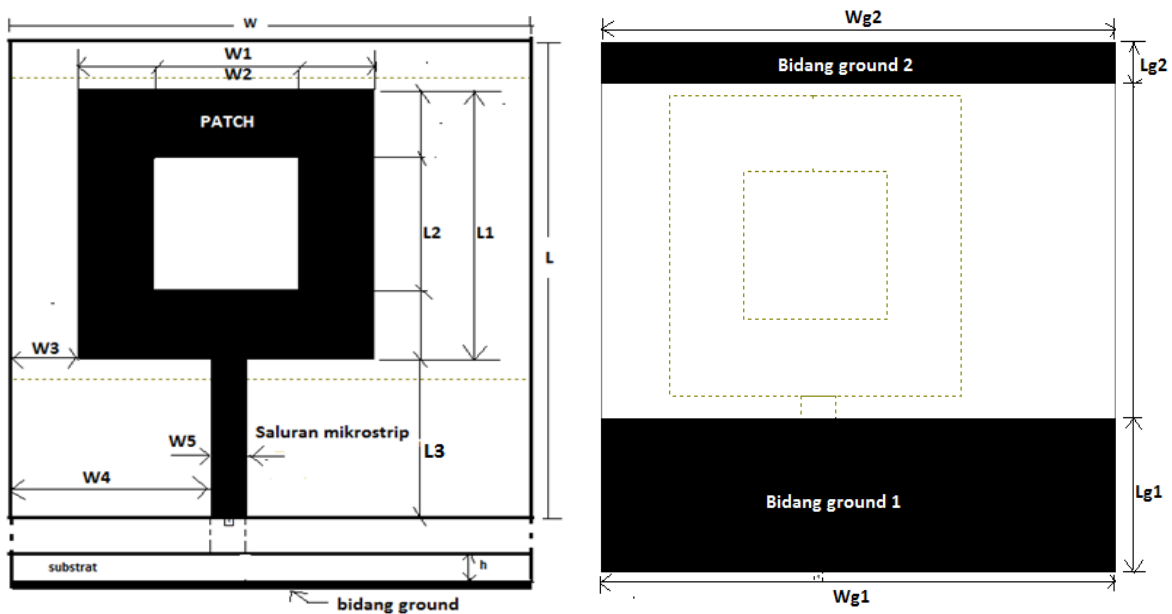 W
W1
W2
PATCH
L2
L1
L
W3
W5
Saluran mikrostrip
L3
W4
substrat
h
bidang ground
Wg2
Bidang ground 2
Lg2
Bidang ground 1
Lg1
Wg1